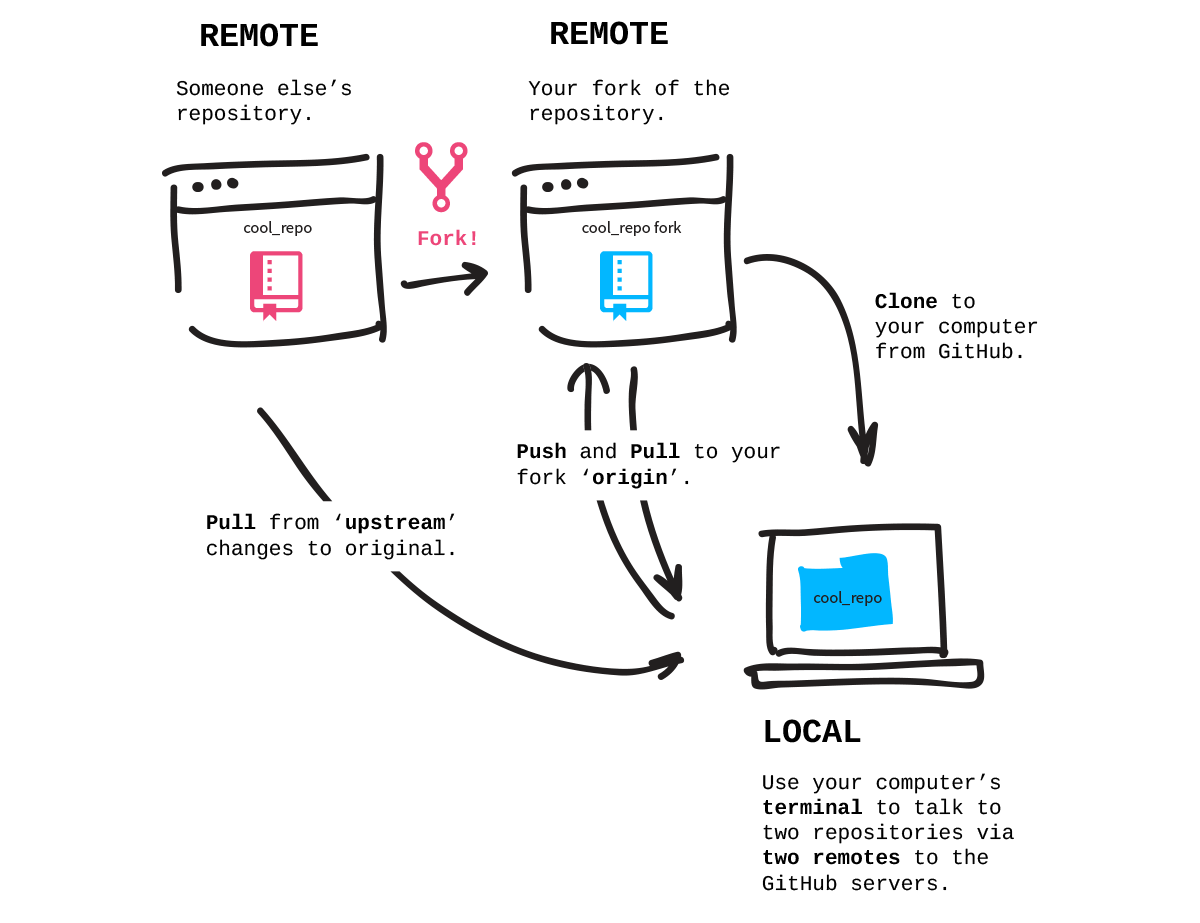 REMOTE
Someone else’s
repository.
REMOTE
Your fork of the
repository.
cool_repo
Fork!
cool_repo fork
Clone to
your computer
from GitHub.
Push and Pull to your
fork ‘origin’.
Pull from ‘upstream’
changes to original.
cool_repo
LOCAL
Use your computer’s
terminal to talk to
two repositories via
two remotes to the
GitHub servers.